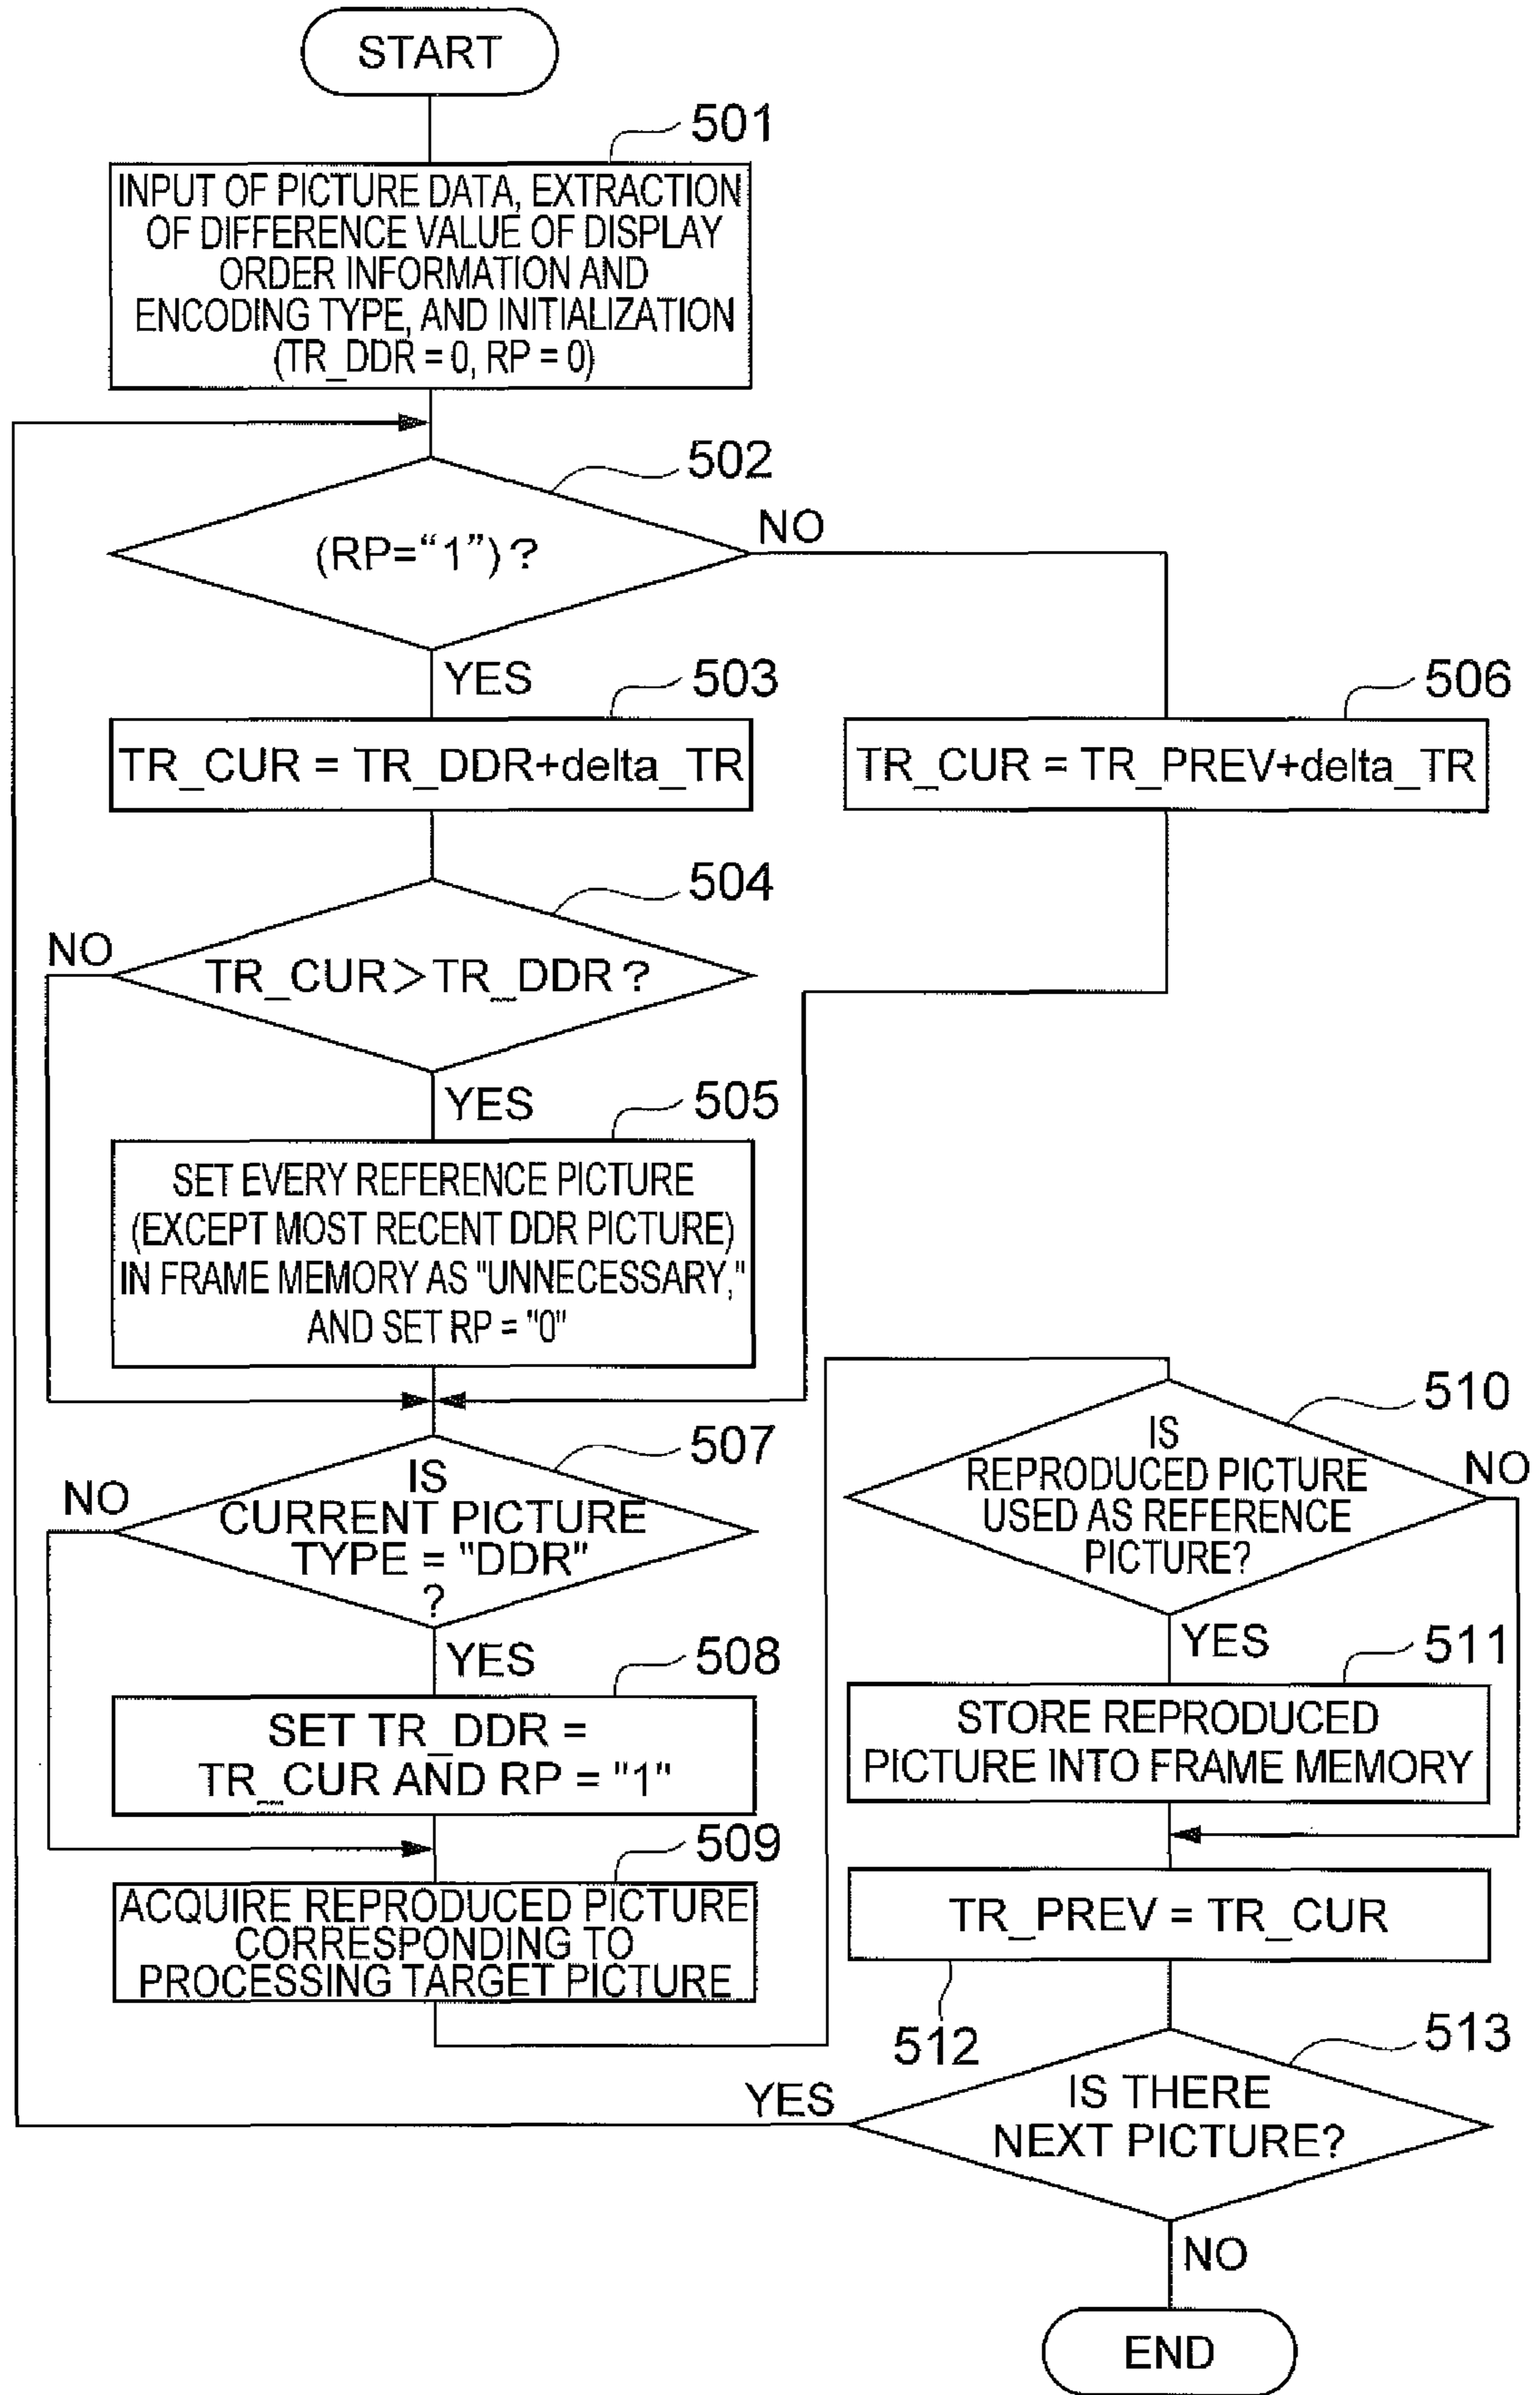 START
501
INPUT OF PICTURE DATA, EXTRACTION
OF DIFFERENCE VALUE OF DISPLAY
ORDER INFORMATION AND
ENCODING TYPE, AND INITIALIZATION
(TR_DDR = 0, RP = 0)
502
(RP="1")?
NO
YES
503
TR_CUR = TR_DDR+delta_TR
506
TR_CUR = TR_PREV+delta_TR
504
NO
TR_CUR>TR_DDR?
YES
505
SET EVERY REFERENCE PICTURE
(EXCEPT MOST RECENT DDR PICTURE)
IN FRAME MEMORY AS "UNNECESSARY,"
AND SET RP = "0"
507
NO
IS
CURRENT PICTURE
TYPE = "DDR"
?
YES
508
SET TR_DDR =
TR_CUR AND RP = "1"
509
ACQUIRE REPRODUCED PICTURE
CORRESPONDING TO
PROCESSING TARGET PICTURE
510
IS
REPRODUCED PICTURE
USED AS REFERENCE
PICTURE?
NO
YES
511
STORE REPRODUCED
PICTURE INTO FRAME MEMORY
TR_PREV = TR_CUR
512
513
YES
IS THERE
NEXT PICTURE?
NO
END